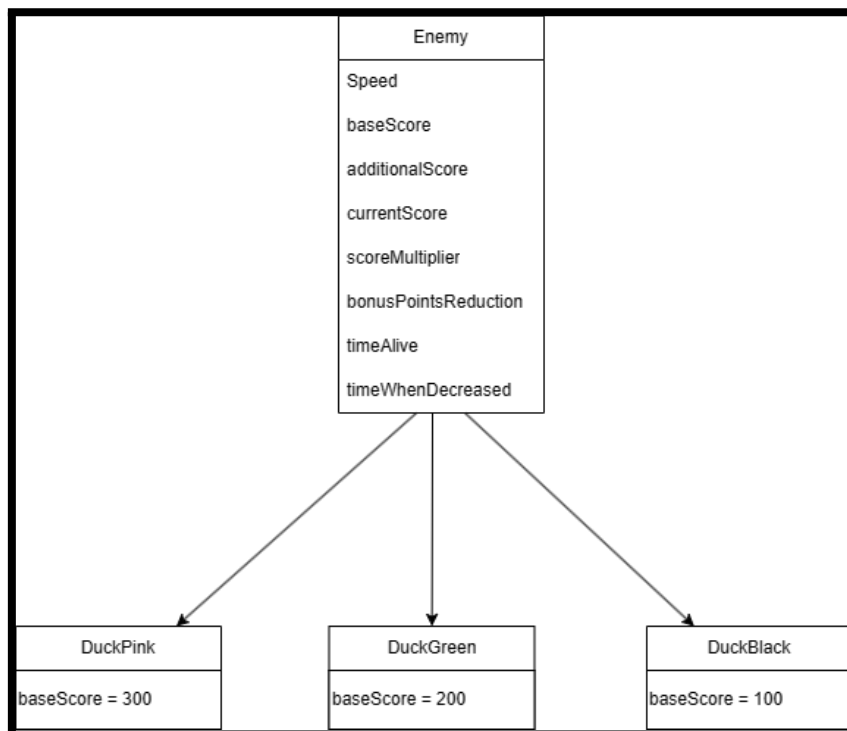 Enemy
Speed
baseScore
additionalScore
currentScore
scoreMultiplier
bonusPointsReduction
timeAlive
timeWhenDecreased
DuckPink
DuckGreen
DuckBlack
baseScore = 300
baseScore = 200
baseScore = 100